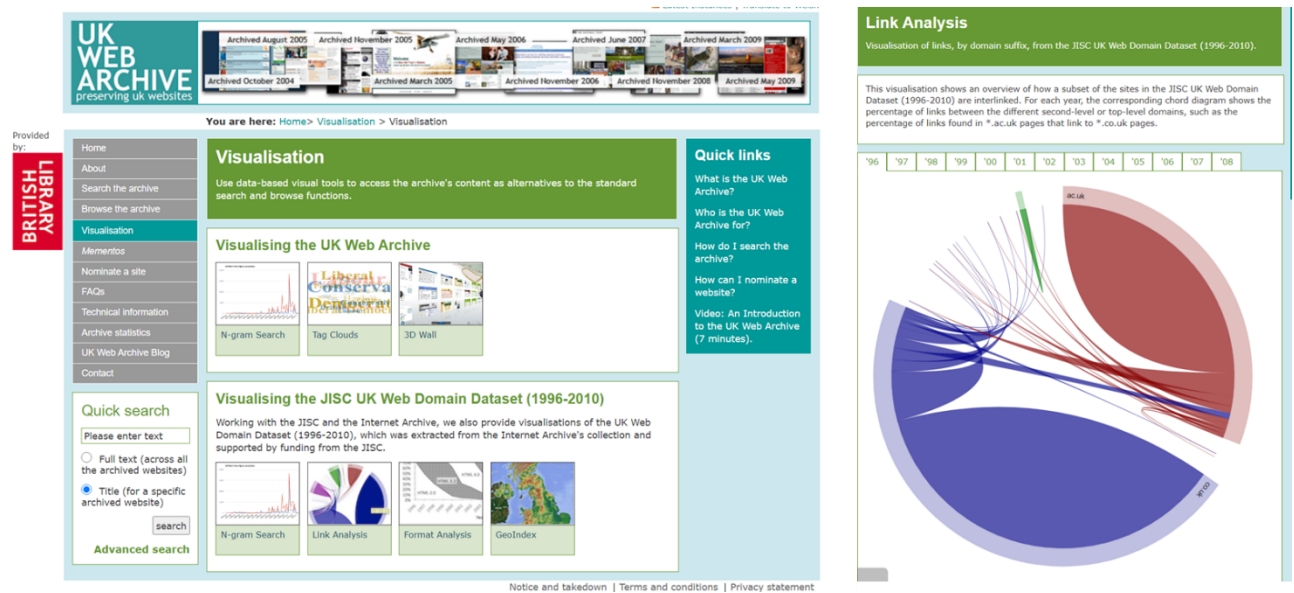 Translate to Welsh
UK
WEB
ARCHIVE
preserving uk websites
Archived August 2005
Archived November 2005
Archived May 2006
Archived June 2007
Archived March 2009
Archived October 2004
Archived March 2005
Archived November 2006
Archived November 2008
Archived May 2009
You are here: Home> Visualisation > Visualisation
Provided
by:
BRITISH
LIBRARY
Home
About
Search the archive
Browse the archive
Visualisation
Mementos
Nominate a site
FAQs
Technical information
Archive statistics
UK Web Archive Blog
Contact
Quick search
Please enter text
Full text (across all
the archived websites)
Title (for a specific
archived website)
search
Advanced search
Visualisation
Use data-based visual tools to access the archive's content as alternatives to the standard
search and browse functions.
Visualising the UK Web Archive
Liberal
Conserva
Democrat
N-gram Search
Tag Clouds
3D Wall
Visualising the JISC UK Web Domain Dataset (1996-2010)
Working with the JISC and the Internet Archive, we also provide visualisations of the UK Web
Domain Dataset (1996-2010), which was extracted from the Internet Archive's collection and
supported by funding from the JISC.
N-gram Search
Link Analysis
Format Analysis
GeoIndex
Quick links
What is the UK Web
Archive?
Who is the UK Web
Archive for?
How do I search the
archive?
How can I nominate a
website?
Video: An Introduction
to the UK Web Archive
(7 minutes).
Notice and takedown | Terms and conditions | Privacy statement
Link Analysis
Visualisation of links, by domain suffix, from the JISC UK Web Domain Dataset (1996-2010).
This visualisation shows an overview of how a subset of the sites in the JISC UK Web Domain
Dataset (1996-2010) are interlinked. For each year, the corresponding chord diagram shows the
percentage of links between the different second-level or top-level domains, such as the
percentage of links found in *.ac.uk pages that link to *.co.uk pages.
'96 '97 '98 '99 '00 '01 '02 '03 '04 '05 '06 '07 '08
ac.uk
co.uk